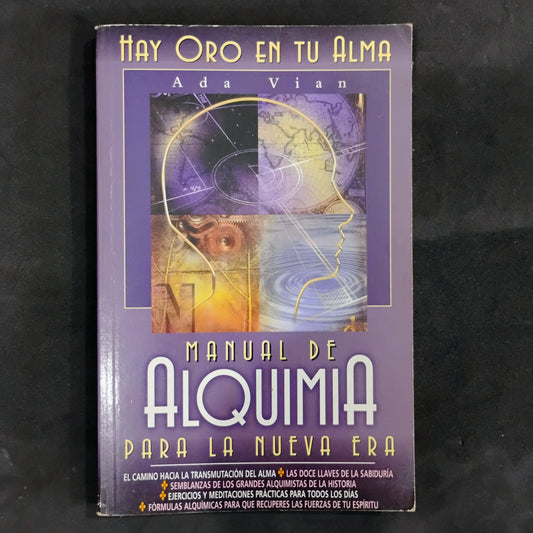 HAY ORO EN TU ALMA
Ada Vian
N
MANUAL DE
ALQUIMIA
PARA LA NUEVA ERA
EL CAMINO HACIA LA TRANSMUTACIÓN DEL ALMA ✚ LAS DOCE LLAVES DE LA SABIDURÍA
✚ SEMBLANZAS DE LOS GRANDES ALQUIMISTAS DE LA HISTORIA
✚ EJERCICIOS Y MEDITACIONES PRÁCTICAS PARA TODOS LOS DÍAS
✚ FÓRMULAS ALQUÍMICAS PARA QUE RECUPERES LAS FUERZAS DE TU ESPÍRITU